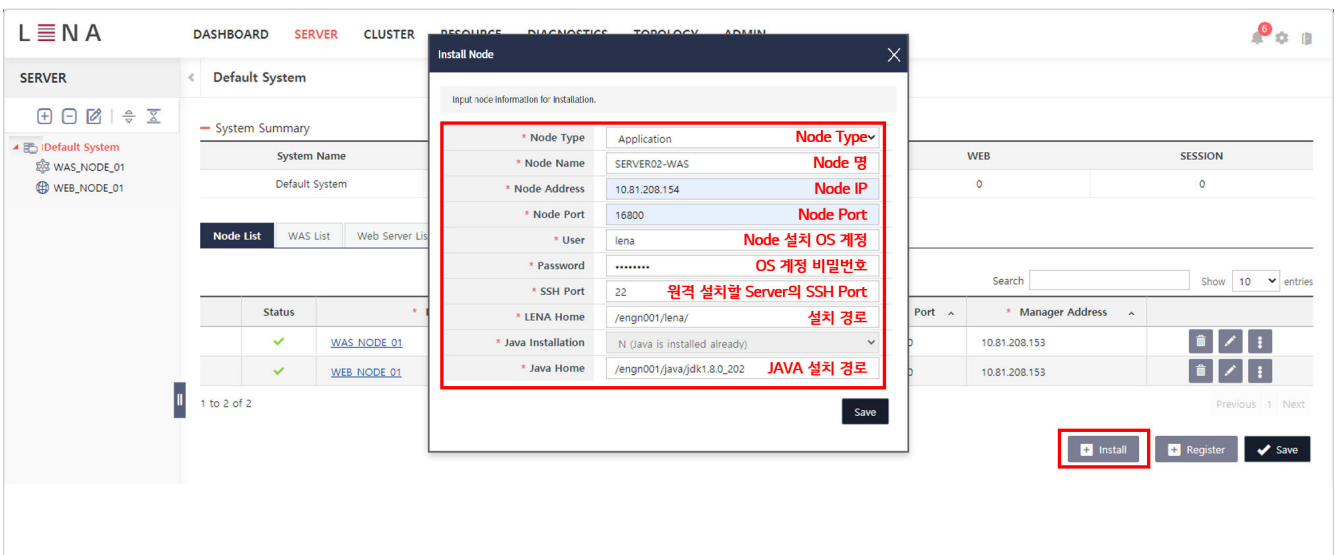 LENA
DASHBOARD SERVER CLUSTER RESOURCE DIAGNOSTICS TOPOLOGY ADMIN
6
SERVER
Default System
Default System
WAS_NODE_01
WEB_NODE_01
System Summary
System Name WEB SESSION
Default System 0 0
Node List WAS List Web Server Lis
Search Show 10 entries
Status * Port * Manager Address
WAS_NODE_01 10.81.208.153
WEB_NODE_01 10.81.208.153
1 to 2 of 2 Previous 1 Next
Install Register Save
Install Node
Input node information for installation.
* Node Type Application Node Type
* Node Name SERVER02-WAS Node 명
* Node Address 10.81.208.154 Node IP
* Node Port 16800 Node Port
* User lena Node 설치 OS 계정
* Password •••••••• OS 계정 비밀번호
* SSH Port 22 원격 설치할 Server의 SSH Port
* LENA Home /engn001/lena/ 설치 경로
* Java Installation N (Java is installed already)
* Java Home /engn001/java/jdk1.8.0_202 JAVA 설치 경로
Save